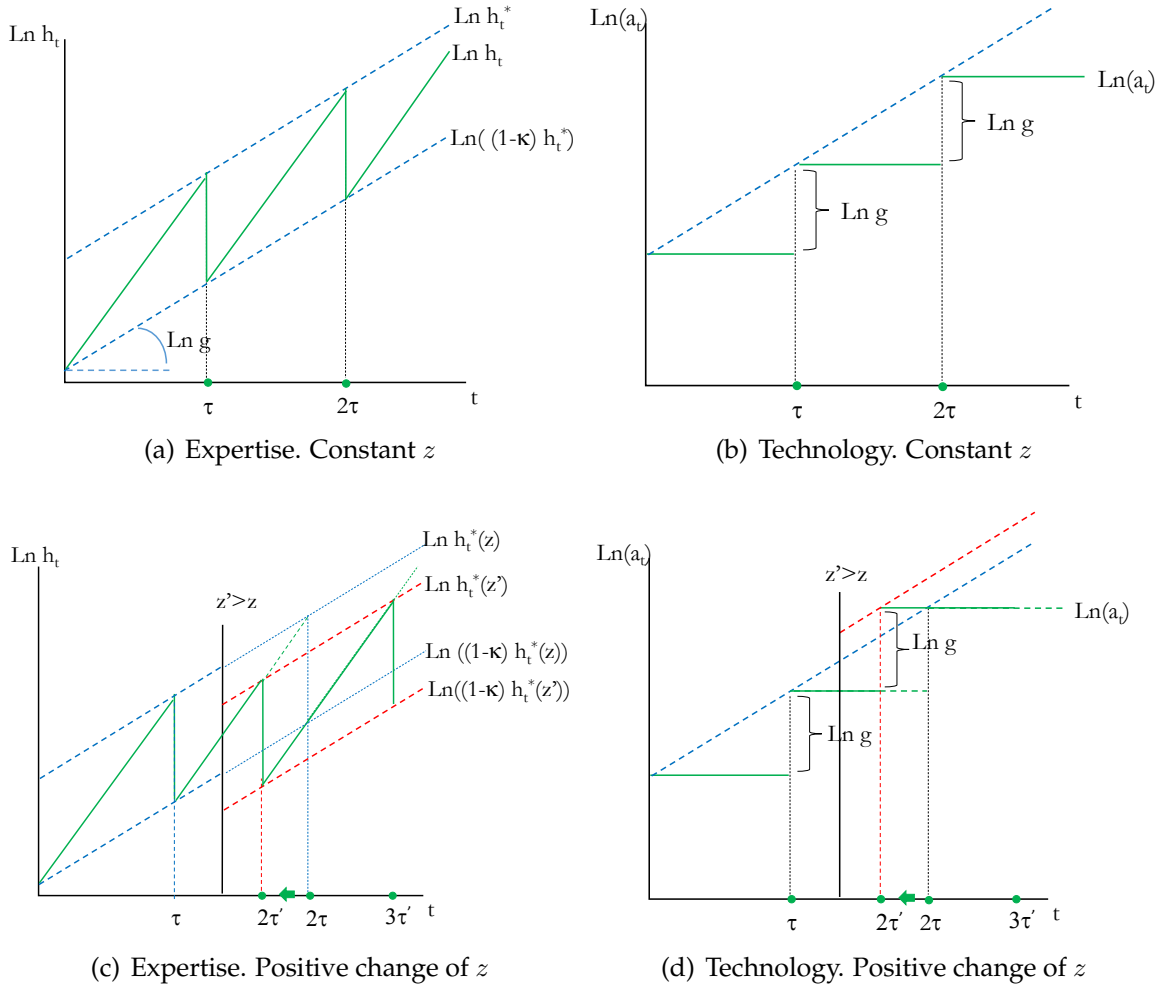 Ln h_t
Ln h_t^*
Ln h_t
Ln( (1-κ) h_t^*)
Ln g
τ
2τ
t
(a) Expertise. Constant z
Ln(a_t)
Ln(a_t)
Ln g
Ln g
τ
2τ
t
(b) Technology. Constant z
Ln h_t
z'>z
Ln h_t^*(z)
Ln h_t^*(z')
Ln ((1-κ) h_t^*(z))
Ln((1-κ) h_t^*(z'))
τ
2τ'
2τ
3τ'
t
(c) Expertise. Positive change of z
Ln(a_t)
z'>z
Ln(a_t)
Ln g
Ln g
τ
2τ'
2τ
3τ'
t
(d) Technology. Positive change of z